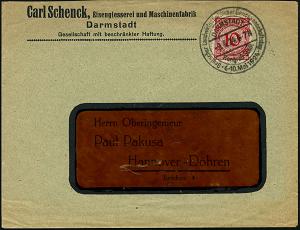 Carl Schenck, Eisengiesserei und Maschinenfabrik
Darmstadt
Gesellschaft mit beschränkter Haftung.
10
Herrn Oberingenieur
Paul Pakusa
Hannover-Döhren